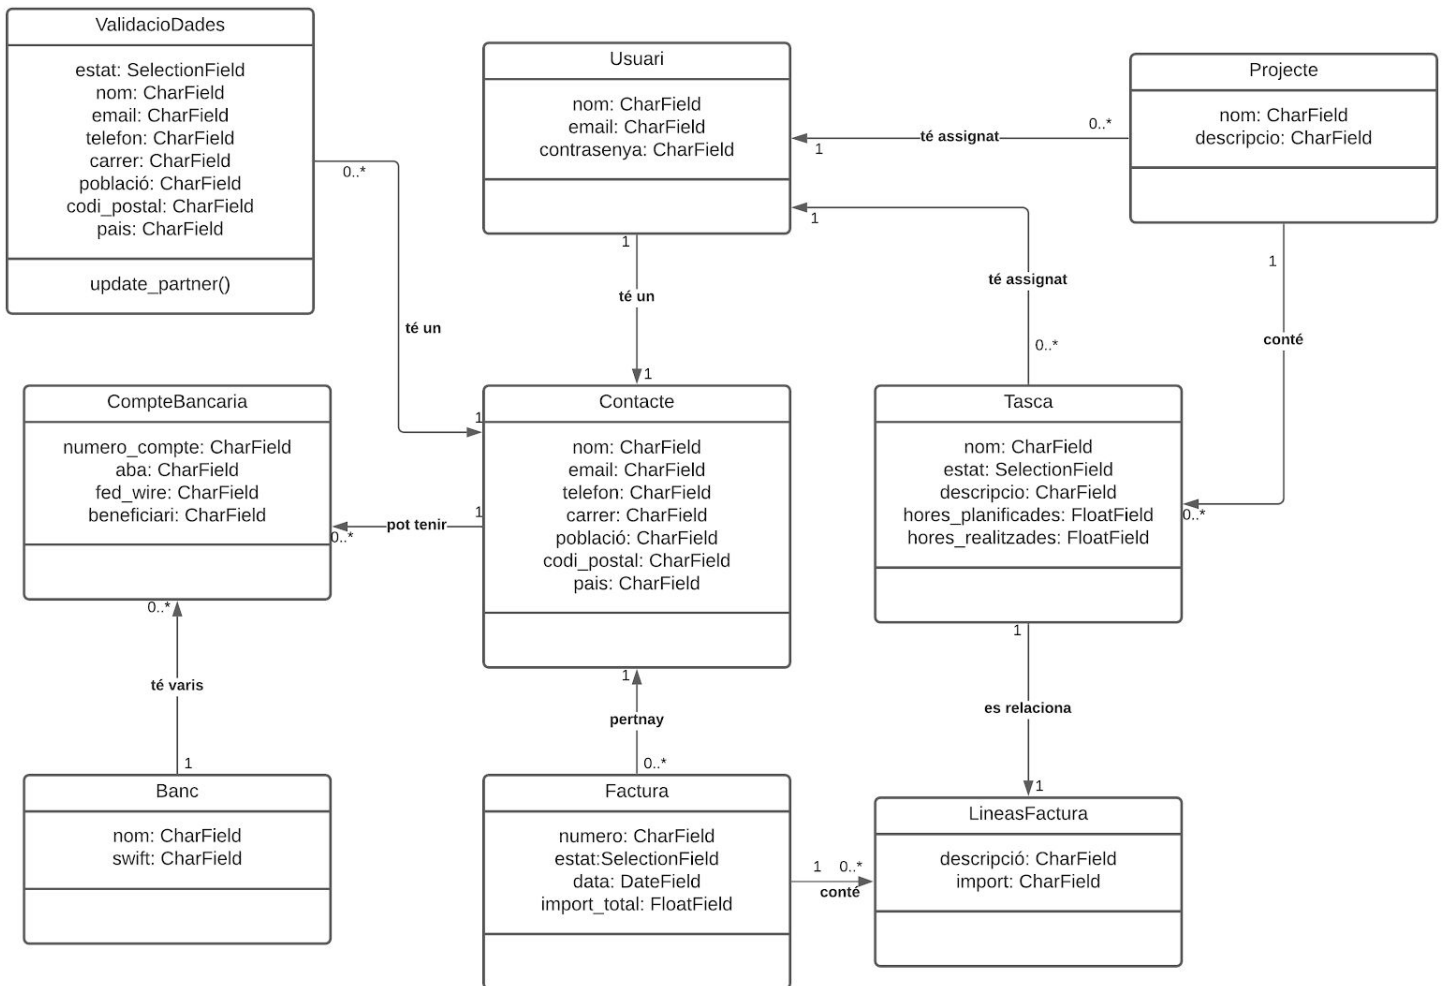 ValidacioDades
estat: SelectionField
nom: CharField
email: CharField
telefon: CharField
carrer: CharField
població: CharField
codi_postal: CharField
pais: CharField
update_partner()
0..*
té un
1
Usuari
nom: CharField
email: CharField
contrasenya: CharField
1
té un
1
té assignat
0..*
1
Projecte
nom: CharField
descripcio: CharField
1
conté
0..*
1
té assignat
0..*
CompteBancaria
numero_compte: CharField
aba: CharField
fed_wire: CharField
beneficiari: CharField
0..*
pot tenir
1
Contacte
nom: CharField
email: CharField
telefon: CharField
carrer: CharField
població: CharField
codi_postal: CharField
pais: CharField
Tasca
nom: CharField
estat: SelectionField
descripcio: CharField
hores_planificades: FloatField
hores_realitzades: FloatField
0..*
té varis
1
1
pertnay
0..*
1
es relaciona
1
Banc
nom: CharField
swift: CharField
Factura
numero: CharField
estat:SelectionField
data: DateField
import_total: FloatField
1 0..*
conté
LineasFactura
descripció: CharField
import: CharField